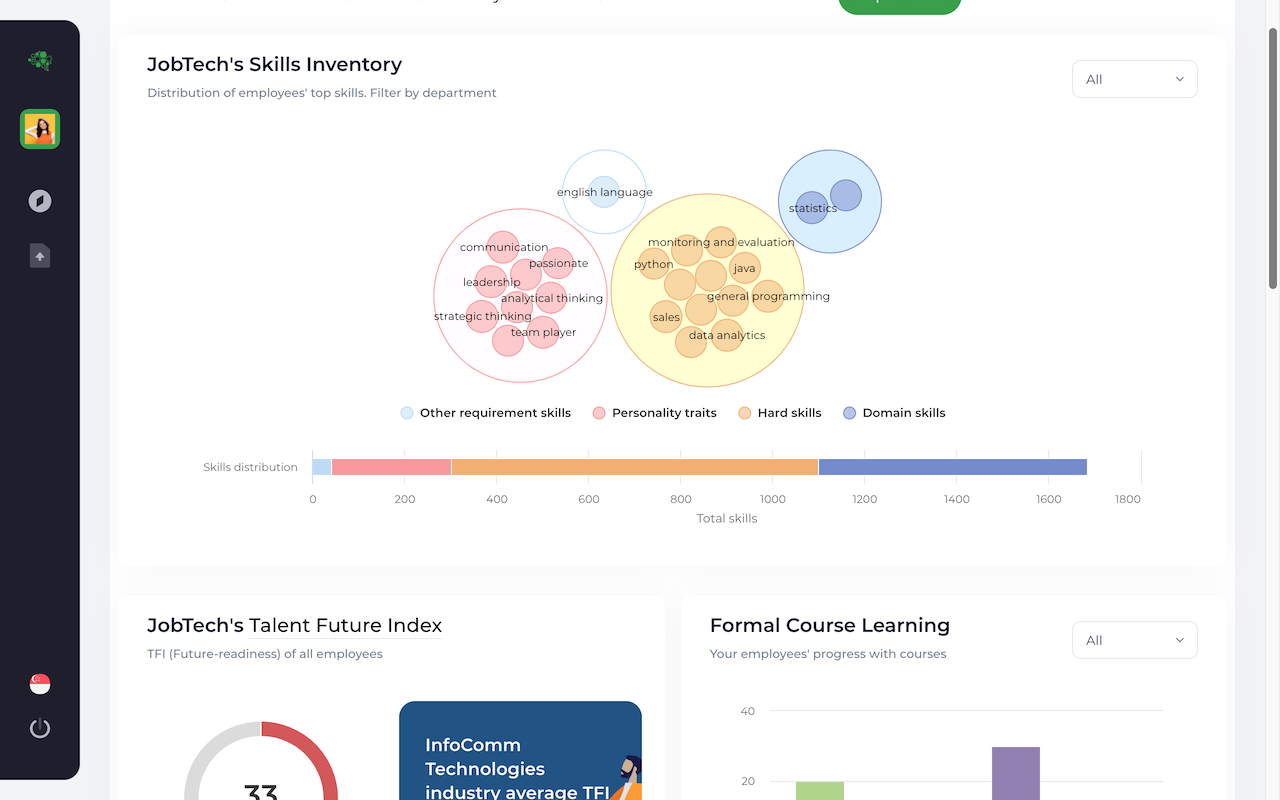 JobTech's Skills Inventory
Distribution of employees' top skills. Filter by department
All
english language
statistics
communication
passionate
leadership
analytical thinking
strategic thinking
team player
monitoring and evaluation
python
java
general programming
sales
data analytics
Other requirement skills
Personality traits
Hard skills
Domain skills
Skills distribution
0 200 400 600 800 1000 1200 1400 1600 1800
Total skills
JobTech's Talent Future Index
TFI (Future-readiness) of all employees
33
InfoComm
Technologies
industry average TFI
Formal Course Learning
Your employees' progress with courses
All
40
20